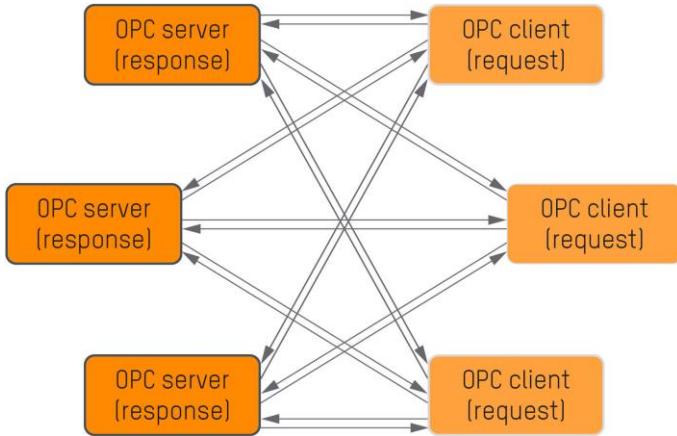 OPC server
(response)
OPC client
(request)
OPC server
(response)
OPC client
(request)
OPC server
(response)
OPC client
(request)